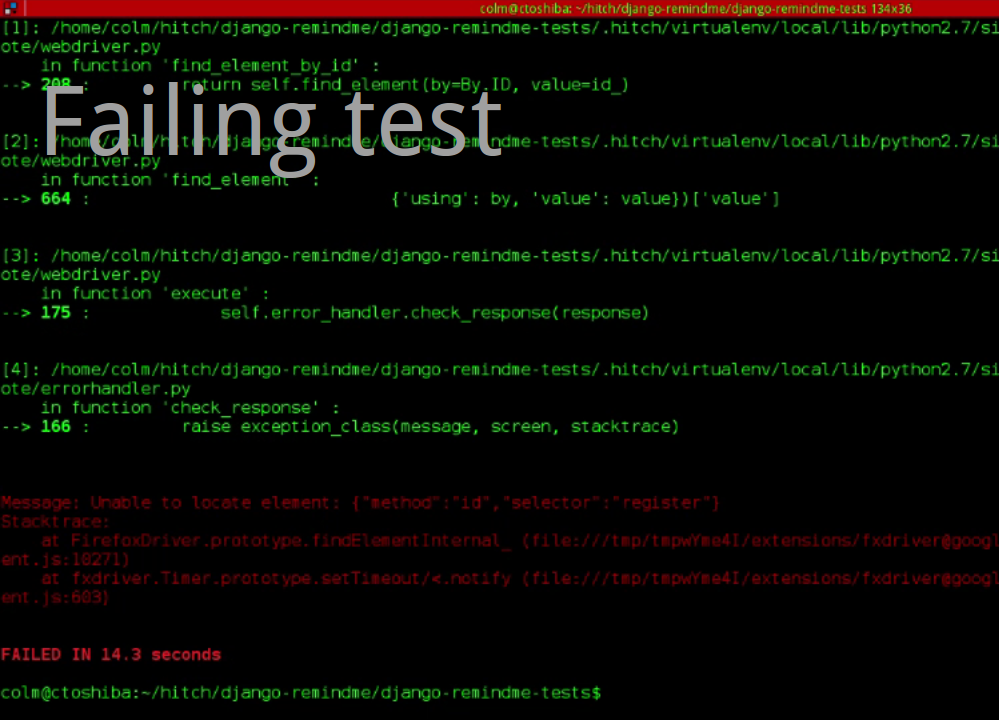 colm@ctoshiba: ~/hitch/django-remindme/django-remindme-tests 134x36
[1]: /home/colm/hitch/django-remindme/django-remindme-tests/.hitch/virtualenv/local/lib/python2.7/si
ote/webdriver.py
in function 'find_element_by_id' :
--> 208 : return self.find_element(by=By.ID, value=id_)
Failing test
[2]: /home/colm/hitch/django-remindme/django-remindme-tests/.hitch/virtualenv/local/lib/python2.7/si
ote/webdriver.py
in function 'find_element' :
--> 664 : {'using': by, 'value': value})['value']
[3]: /home/colm/hitch/django-remindme/django-remindme-tests/.hitch/virtualenv/local/lib/python2.7/si
ote/webdriver.py
in function 'execute' :
--> 175 : self.error_handler.check_response(response)
[4]: /home/colm/hitch/django-remindme/django-remindme-tests/.hitch/virtualenv/local/lib/python2.7/si
ote/errorhandler.py
in function 'check_response' :
--> 166 : raise exception_class(message, screen, stacktrace)
Message: Unable to locate element: {"method":"id","selector":"register"}
Stacktrace:
at FirefoxDriver.prototype.findElementInternal_ (file:///tmp/tmpwYme4I/extensions/fxdriver@googl
ent.js:10271)
at fxdriver.Timer.prototype.setTimeout/<.notify (file:///tmp/tmpwYme4I/extensions/fxdriver@googl
ent.js:603)
FAILED IN 14.3 seconds
colm@ctoshiba:~/hitch/django-remindme/django-remindme-tests$